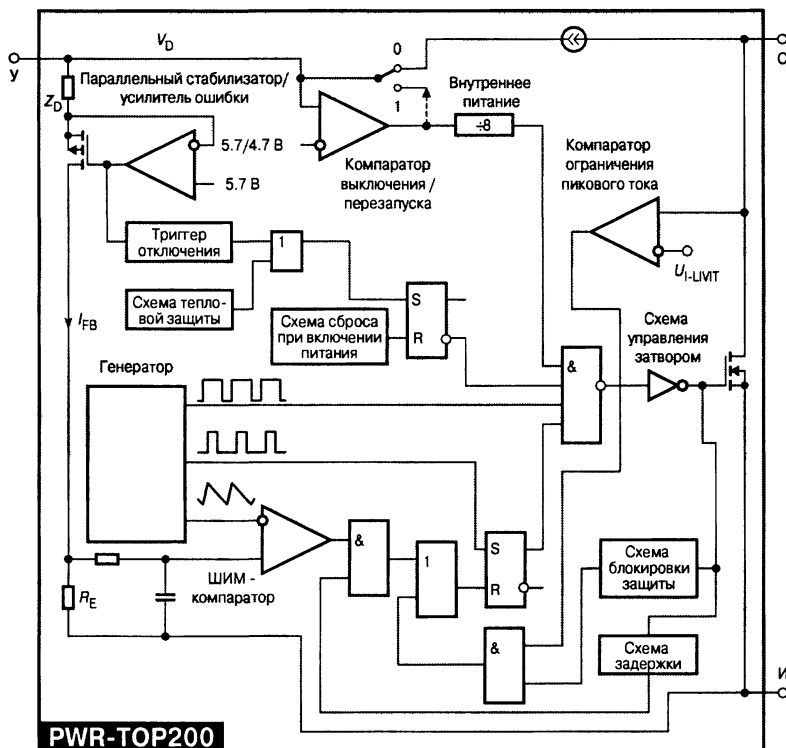 V_D
0
У
С
Параллельный стабилизатор/
усилитель ошибки
Внутреннее
питание
Z_D
1
5.7/4.7 В
÷8
5.7 В
Компаратор
выключения /
перезапуска
Компаратор
ограничения
пикового тока
U_I-LIVIT
Триггер
отключения
1
Схема тепло-
вой защиты
S
R
Схема сброса
при включении
питания
I_FB
Схема
управления
затвором
Генератор
&
&
1
S
R
ШИМ -
компаратор
R_E
Схема
блокировки
защиты
&
Схема
задержки
И
PWR-TOP200